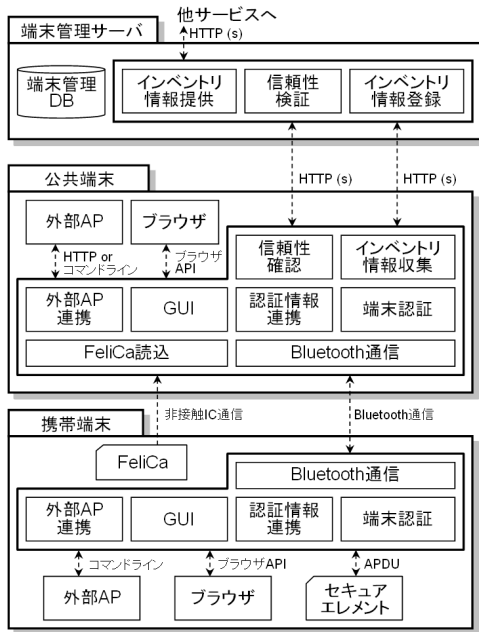 他サービスへ
HTTP (s)
端末管理サーバ
端末管理
DB
インベントリ
情報提供
信頼性
検証
インベントリ
情報登録
HTTP (s)
HTTP (s)
公共端末
外部AP
ブラウザ
HTTP or
コマンドライン
ブラウザ
API
信頼性
確認
インベントリ
情報収集
外部AP
連携
GUI
認証情報
連携
端末認証
FeliCa読込
Bluetooth通信
非接触IC通信
Bluetooth通信
携帯端末
FeliCa
Bluetooth通信
外部AP
連携
GUI
認証情報
連携
端末認証
コマンドライン
ブラウザAPI
APDU
外部AP
ブラウザ
セキュア
エレメント